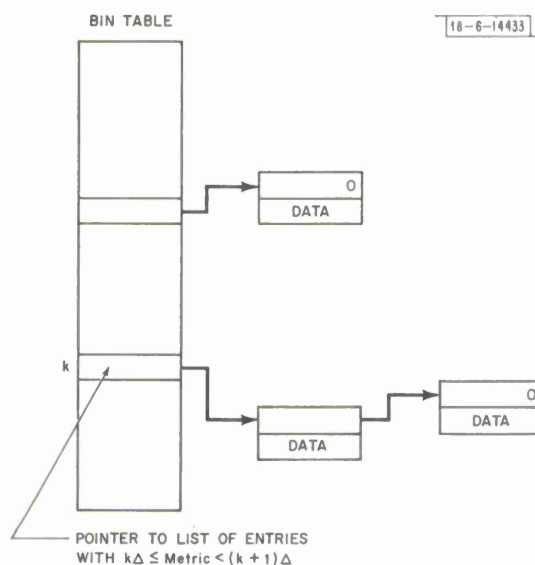 BIN TABLE
18-6-14433
0
DATA
k
0
DATA
DATA
POINTER TO LIST OF ENTRIES
WITH kΔ ≤ Metric < (k + 1)Δ